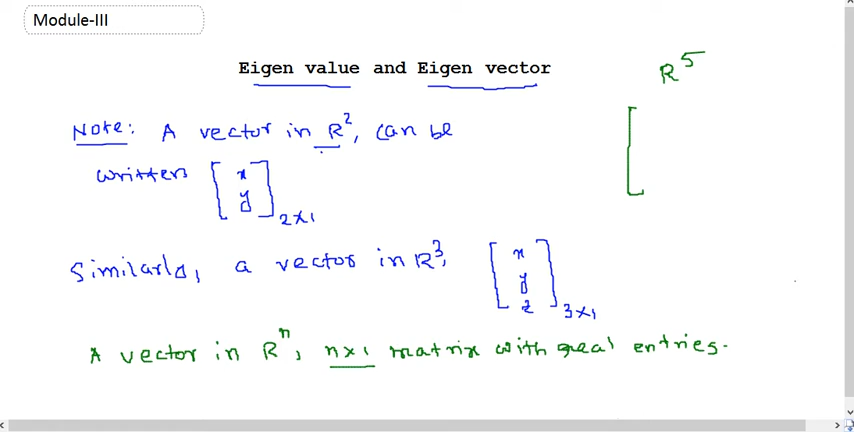 Module-III
Eigen value and Eigen vector
R^5
Note: A vector in R^2, can be
written [x y] 2×1
Similarly, a vector in R^3, [x y z] 3×1
A vector in R^n, n×1 matrix with real entries.